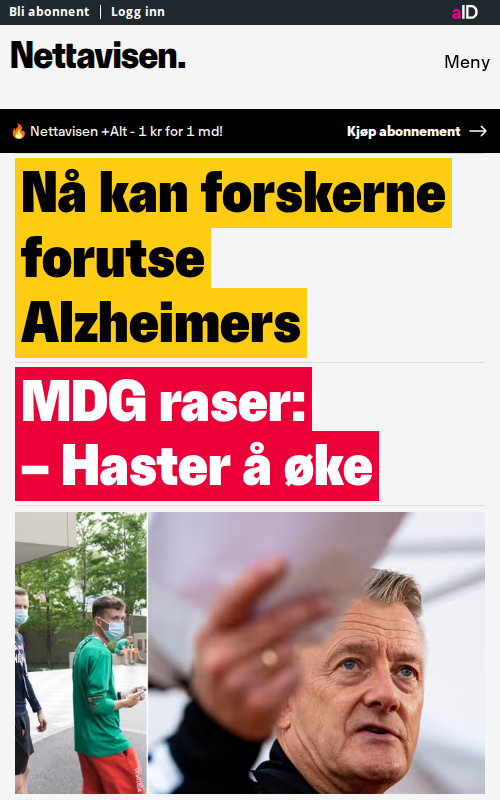 Bli abonnent | Logg inn
aID
Nettavisen.
Meny
🔥 Nettavisen +Alt - 1 kr for 1 md!
Kjøp abonnement →
Nå kan forskerne
forutse
Alzheimers
MDG raser:
– Haster å øke